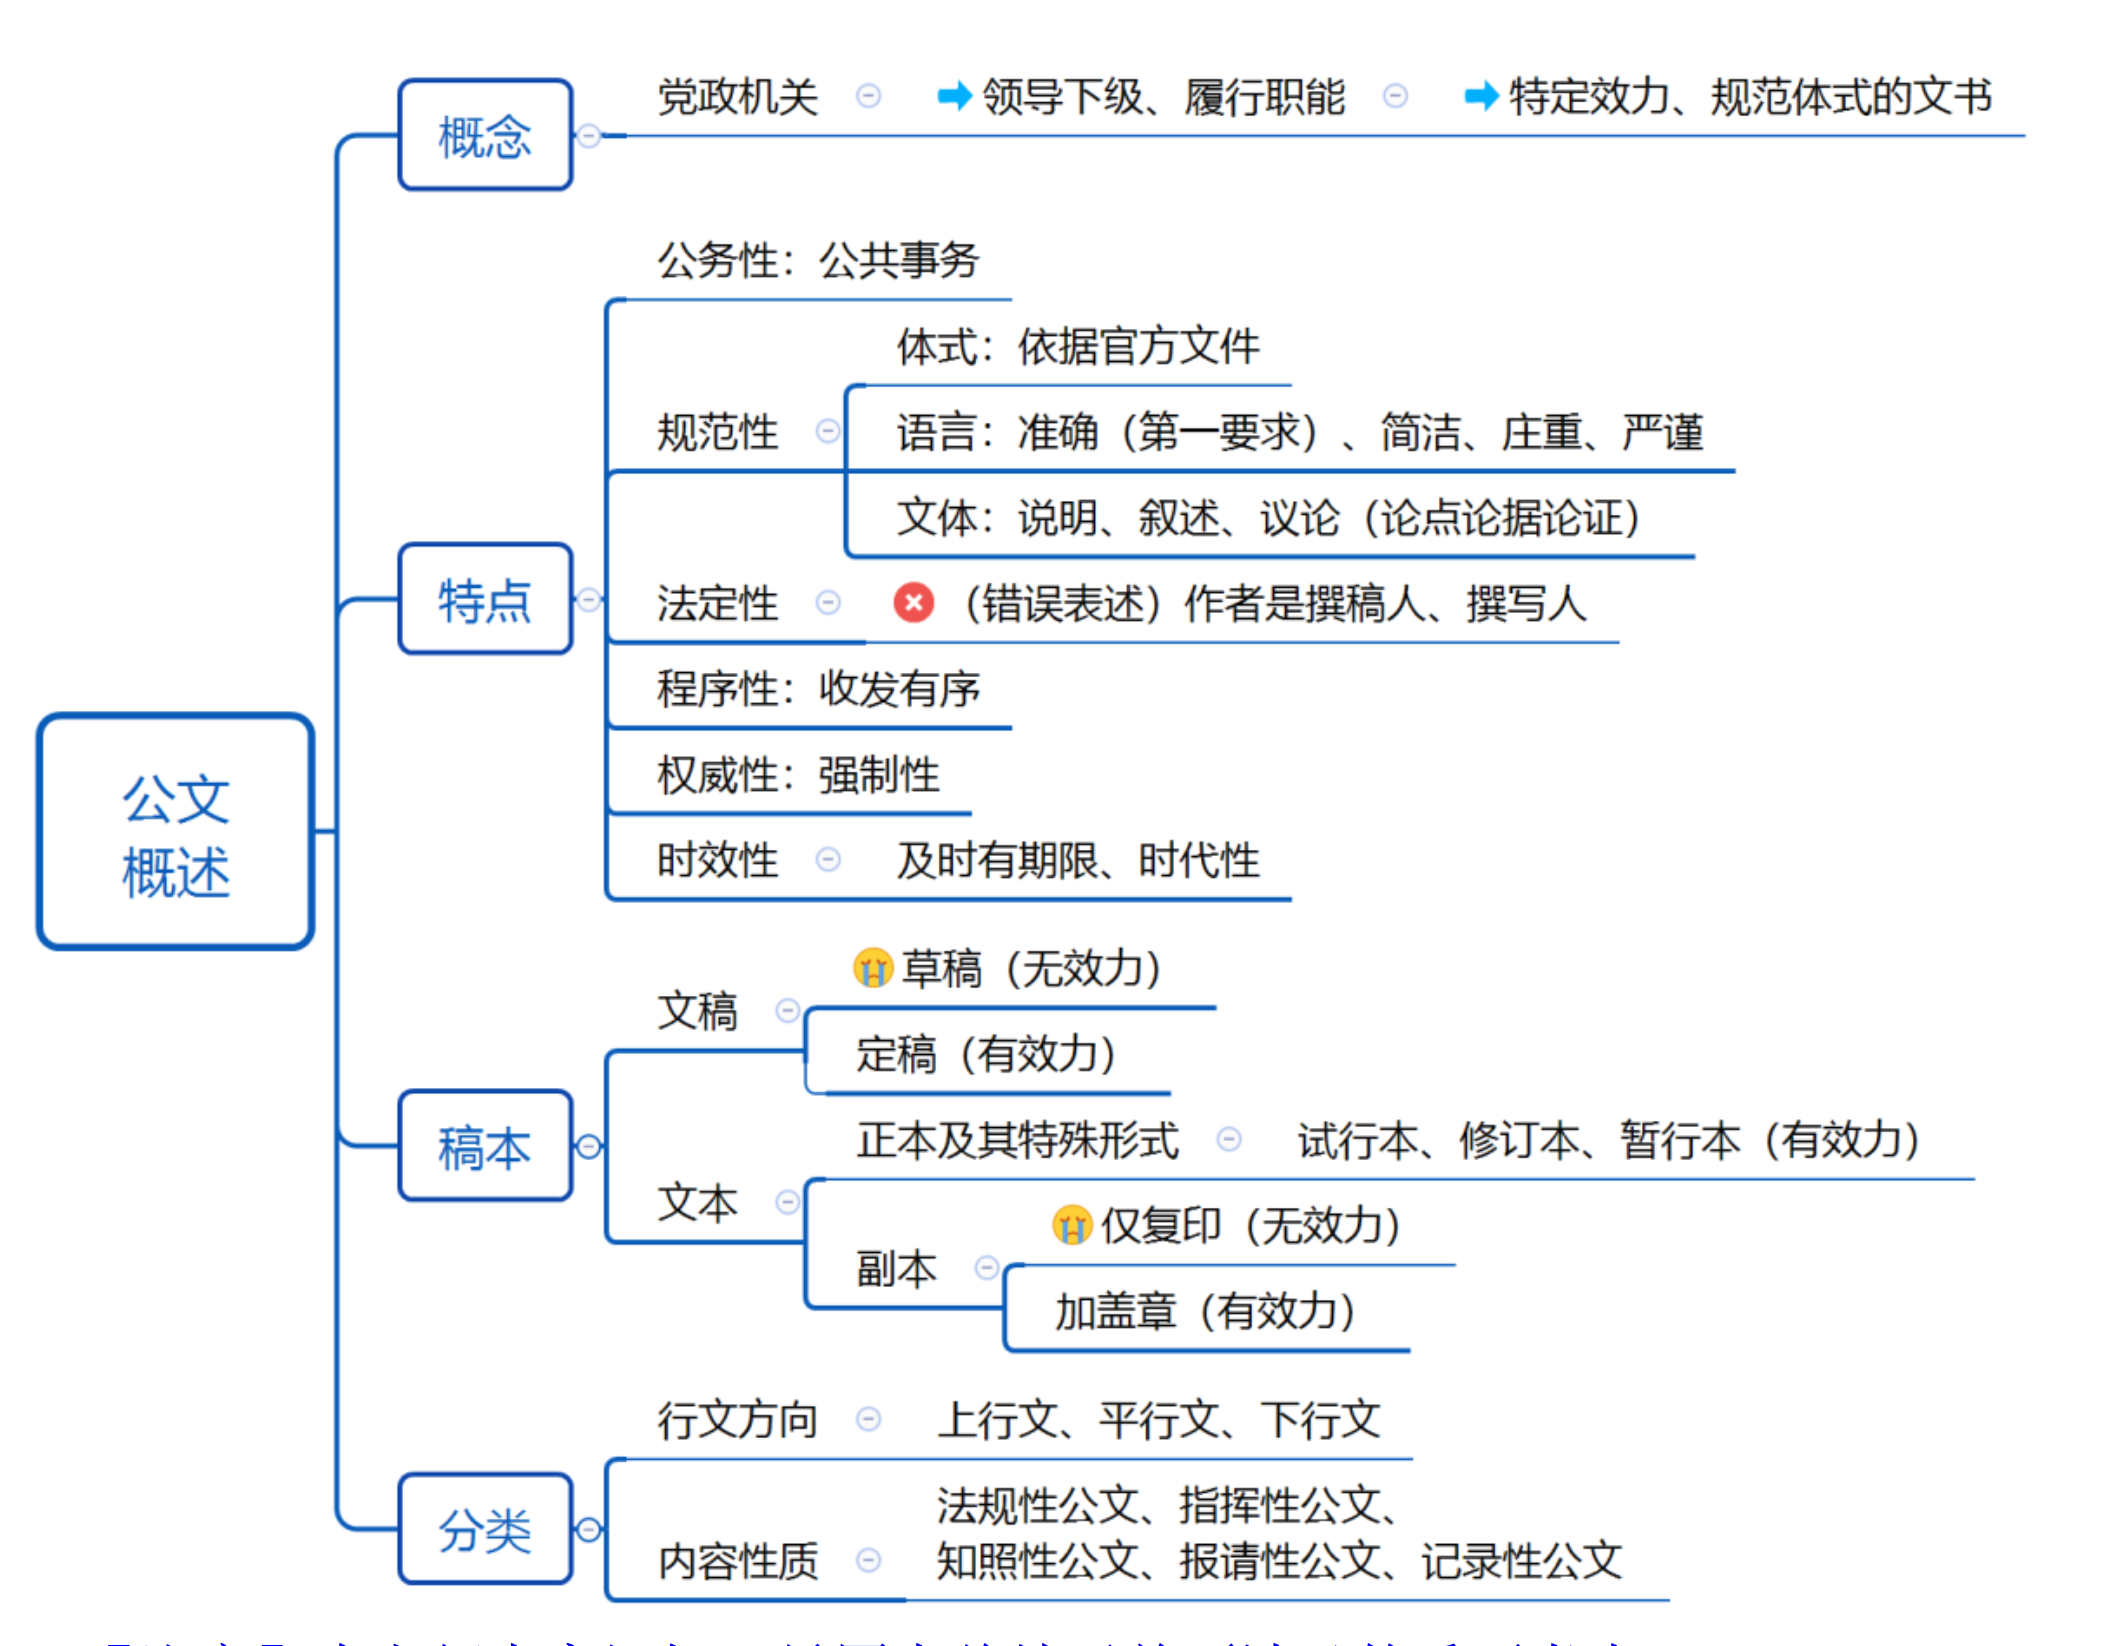 公文
概述
概念
党政机关 领导下级、履行职能 特定效力、规范体式的文书
特点
公务性：公共事务
规范性
体式：依据官方文件
语言：准确（第一要求）、简洁、庄重、严谨
文体：说明、叙述、议论（论点论据论证）
法定性 （错误表述）作者是撰稿人、撰写人
程序性：收发有序
权威性：强制性
时效性 及时有期限、时代性
稿本
文稿
草稿（无效力）
定稿（有效力）
文本
正本及其特殊形式 试行本、修订本、暂行本（有效力）
副本
仅复印（无效力）
加盖章（有效力）
分类
行文方向 上行文、平行文、下行文
内容性质
法规性公文、指挥性公文、
知照性公文、报请性公文、记录性公文